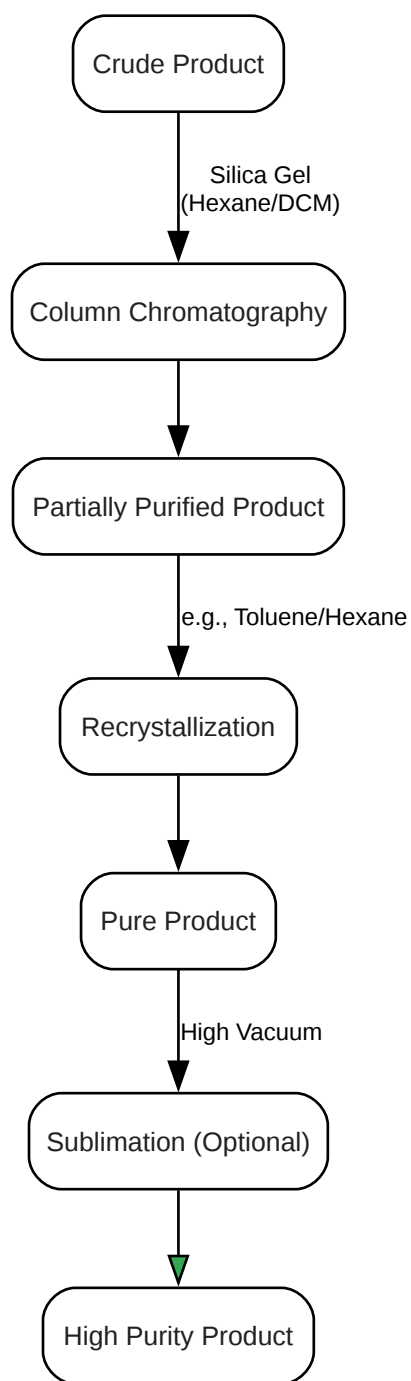 Crude Product
Silica Gel
(Hexane/DCM)
Column Chromatography
Partially Purified Product
e.g., Toluene/Hexane
Recrystallization
Pure Product
High Vacuum
Sublimation (Optional)
High Purity Product